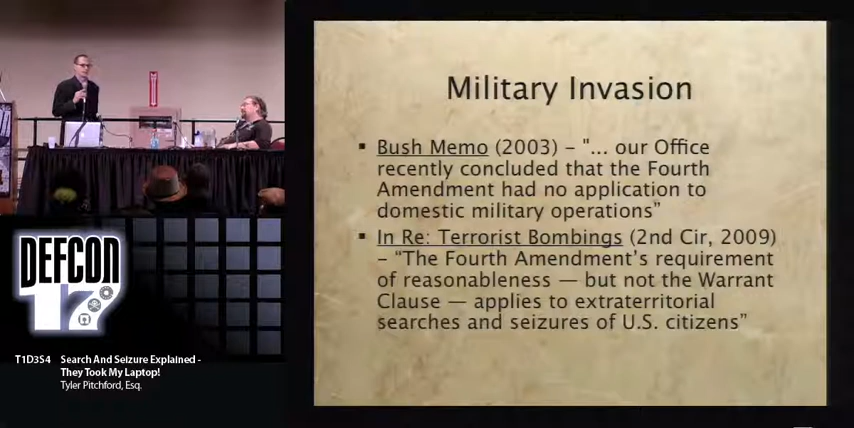 Military Invasion
▪ Bush Memo (2003) – "... our Office
recently concluded that the Fourth
Amendment had no application to
domestic military operations”
▪ In Re: Terrorist Bombings (2nd Cir, 2009)
– “The Fourth Amendment’s requirement
of reasonableness — but not the Warrant
Clause — applies to extraterritorial
searches and seizures of U.S. citizens”
DEFCON
17
T1D3S4 Search And Seizure Explained -
They Took My Laptop!
Tyler Pitchford, Esq.